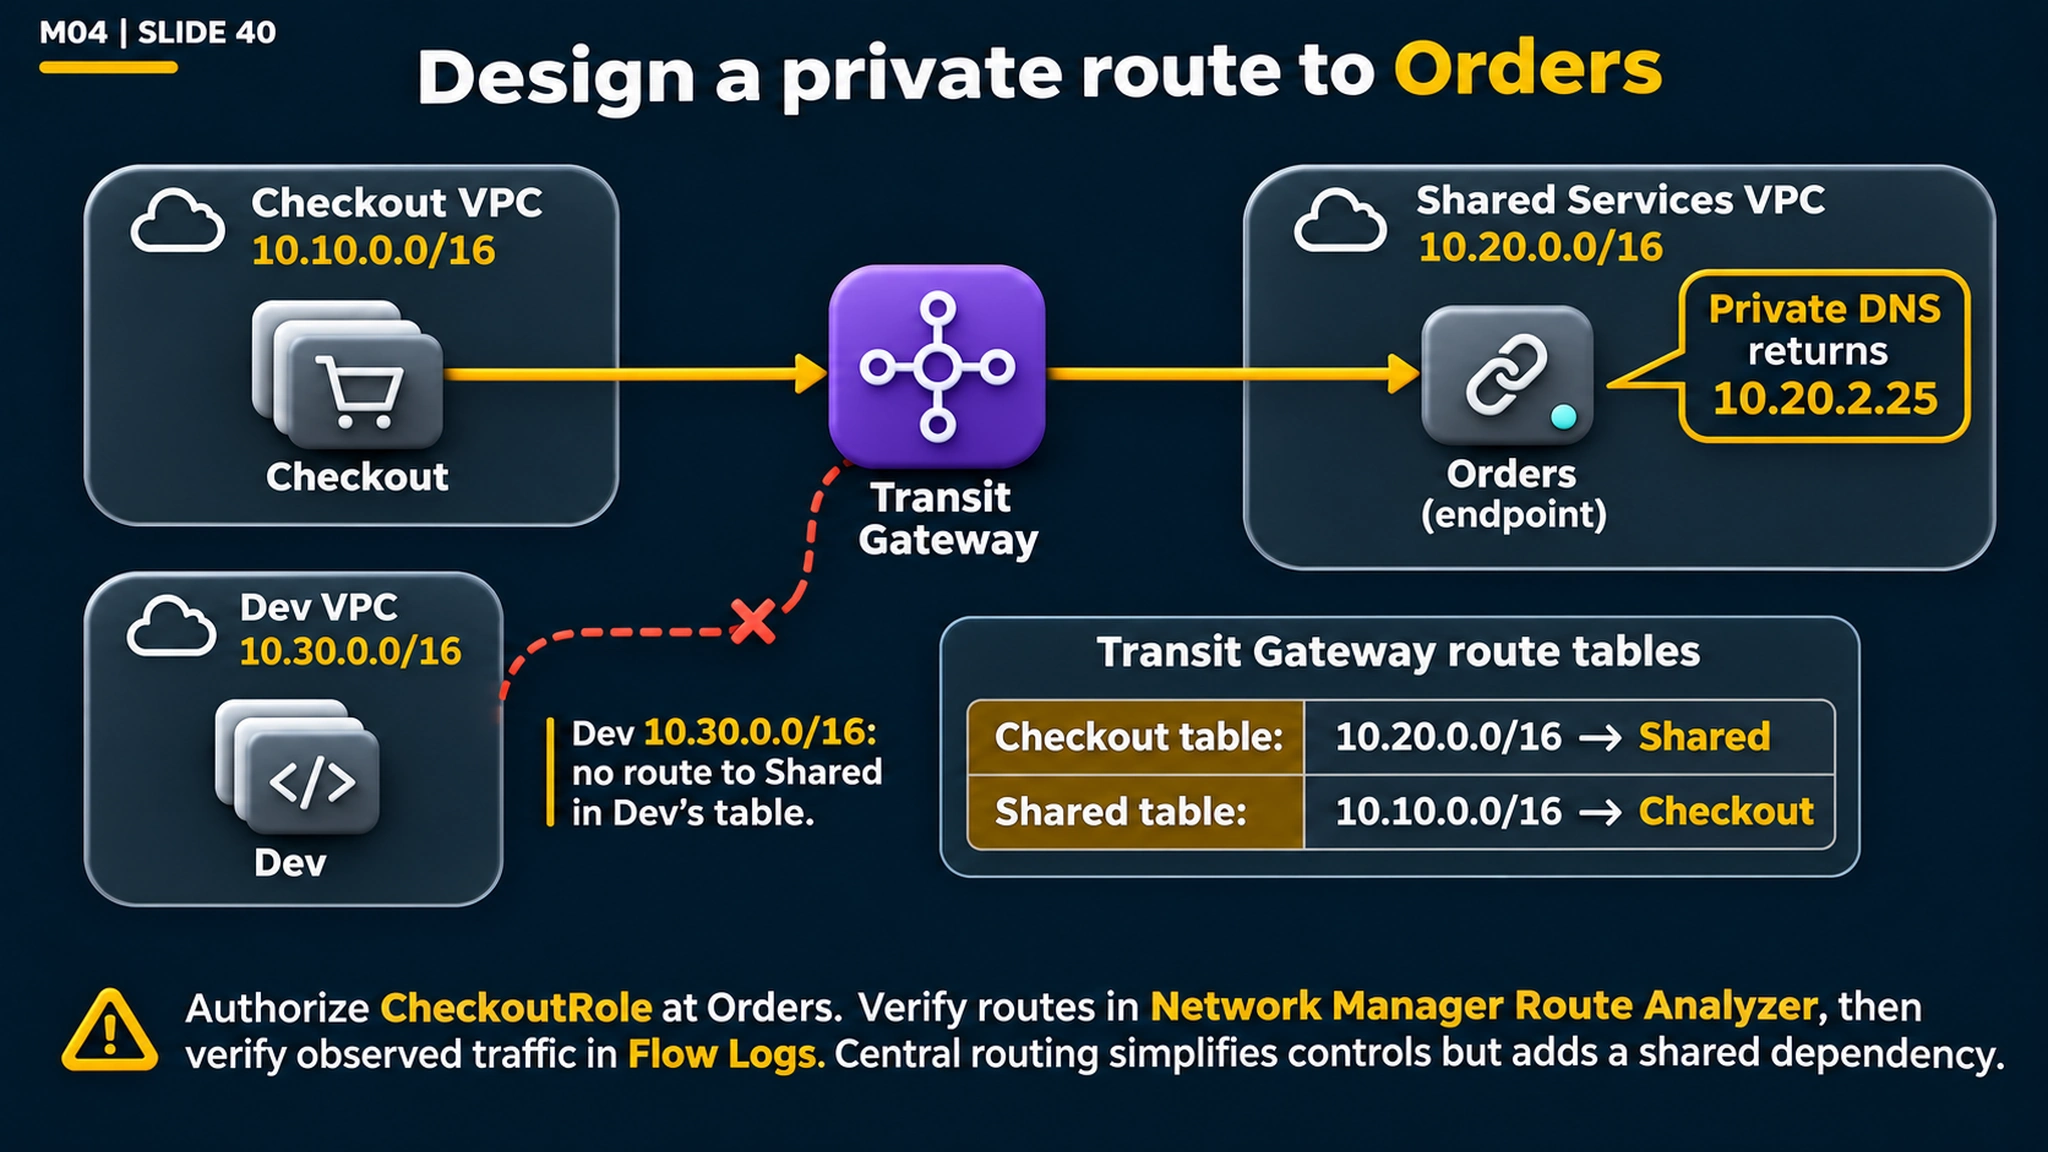 M04 | SLIDE 40
Design a private route to Orders
Checkout VPC
10.10.0.0/16
Checkout
Transit
Gateway
Shared Services VPC
10.20.0.0/16
Private DNS
returns
10.20.2.25
Orders
(endpoint)
Dev VPC
10.30.0.0/16
</>
Dev
Dev 10.30.0.0/16:
no route to Shared
in Dev’s table.
Transit Gateway route tables
Checkout table: 10.20.0.0/16 → Shared
Shared table: 10.10.0.0/16 → Checkout
Authorize CheckoutRole at Orders. Verify routes in Network Manager Route Analyzer, then
verify observed traffic in Flow Logs. Central routing simplifies controls but adds a shared dependency.